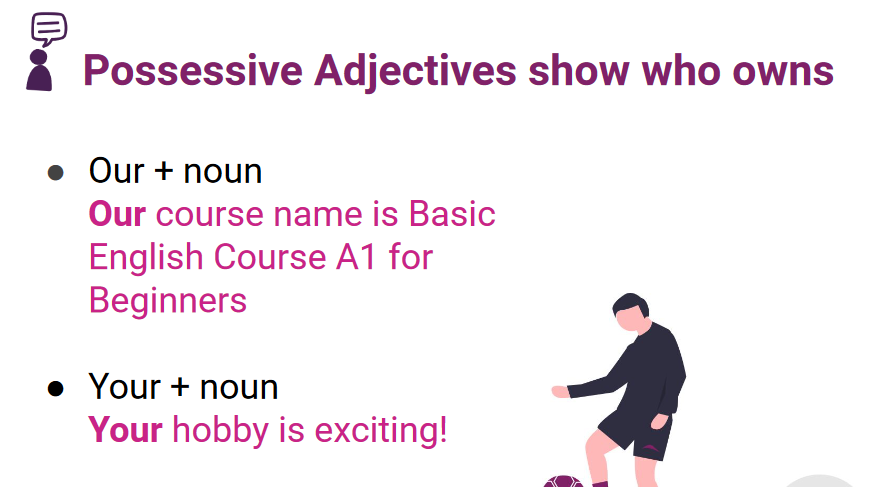 Possessive Adjectives show who owns
● Our + noun
Our course name is Basic
English Course A1 for
Beginners
● Your + noun
Your hobby is exciting!